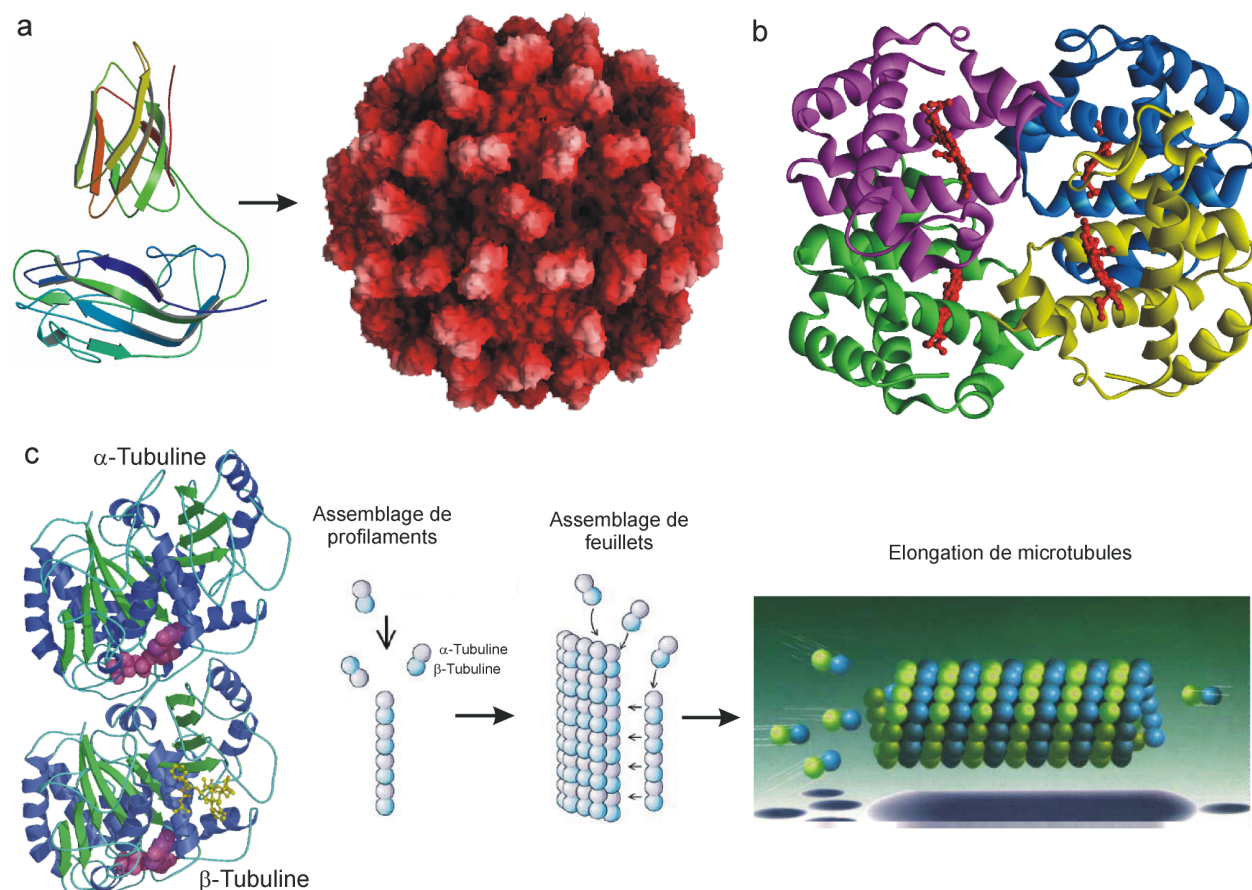 a
b
c
α-Tubuline
Assemblage de
profilaments
Assemblage de
feuillets
Elongation de microtubules
α-Tubuline
β-Tubuline
β-Tubuline